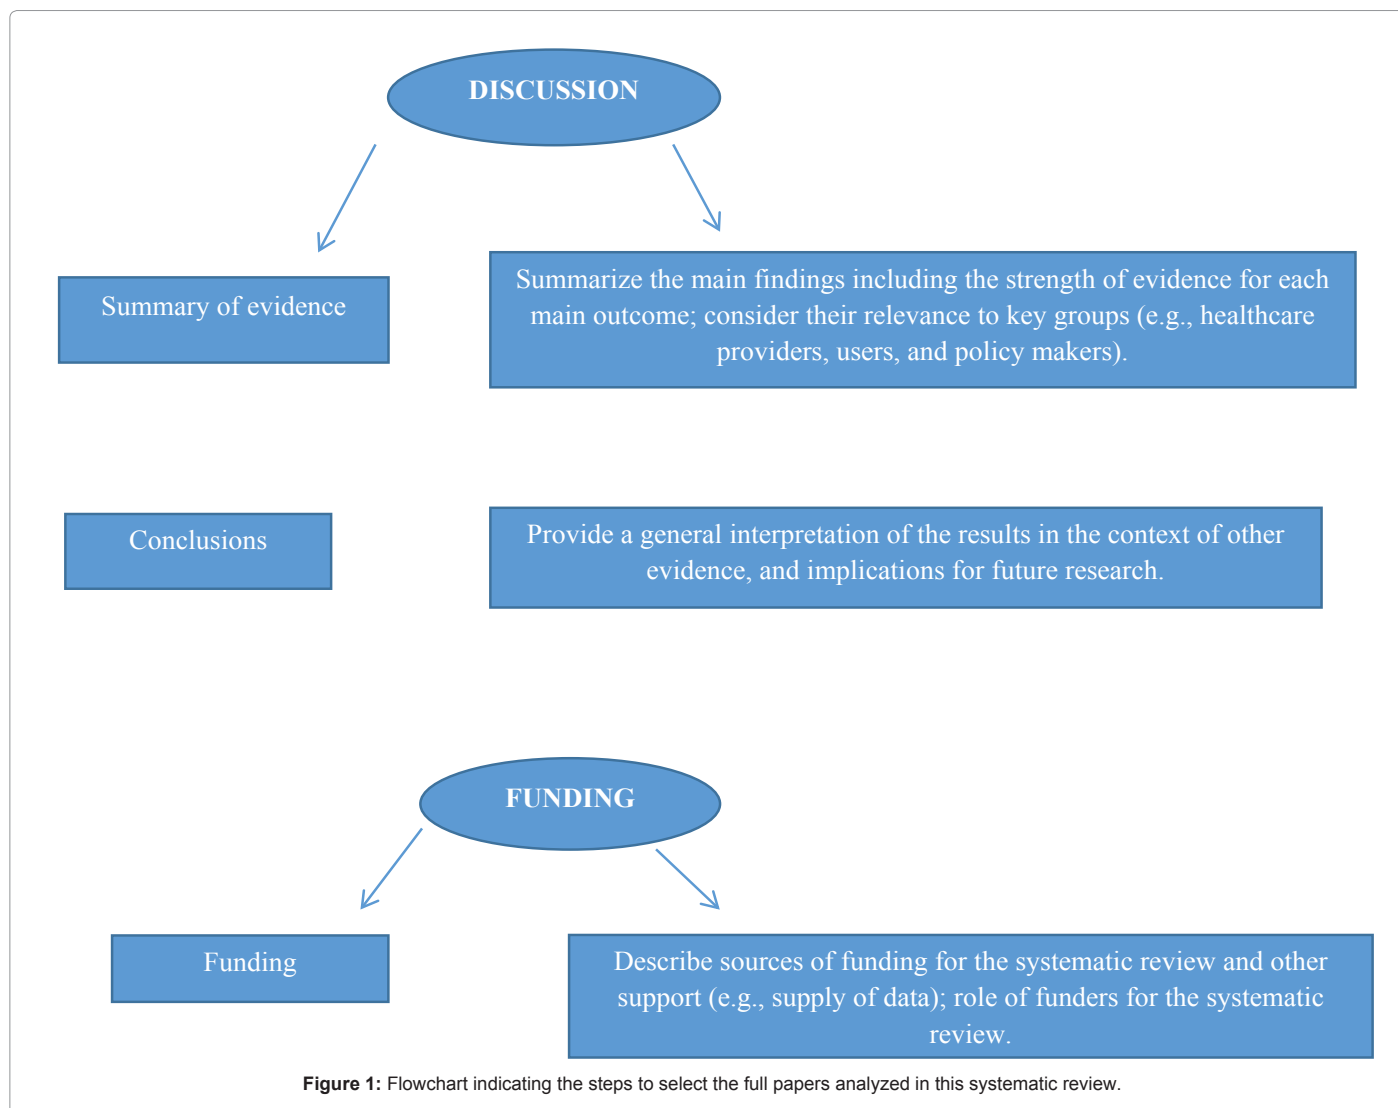 DISCUSSION
Summary of evidence
Summarize the main findings including the strength of evidence for each
main outcome; consider their relevance to key groups (e.g., healthcare
providers, users, and policy makers).
Conclusions
Provide a general interpretation of the results in the context of other
evidence, and implications for future research.
FUNDING
Funding
Describe sources of funding for the systematic review and other
support (e.g., supply of data); role of funders for the systematic
review.
Figure 1: Flowchart indicating the steps to select the full papers analyzed in this systematic review.